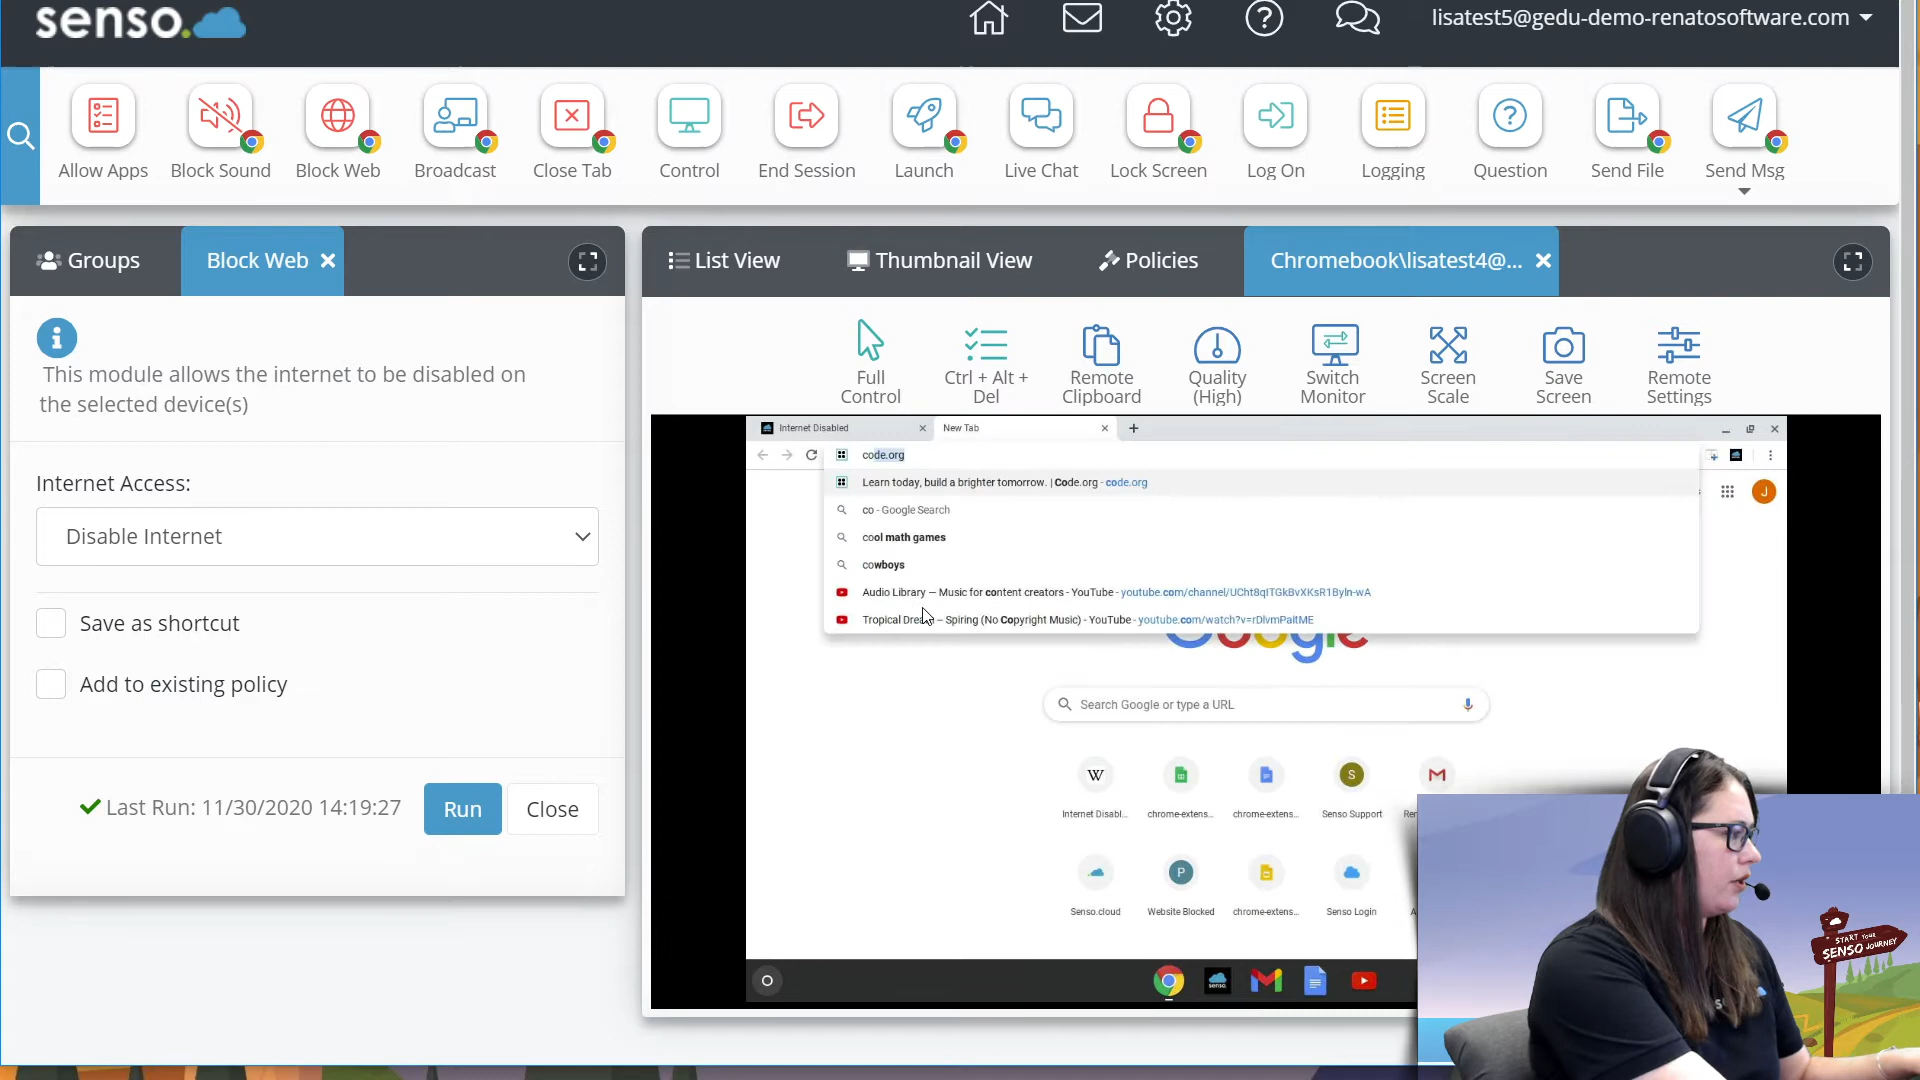 senso.
lisatest5@gedu-demo-renatosoftware.com
Allow Apps
Block Sound
Block Web
Broadcast
Close Tab
Control
End Session
Launch
Live Chat
Lock Screen
Log On
Logging
Question
Send File
Send Msg
Groups
Block Web
This module allows the internet to be disabled on
the selected device(s)
Internet Access:
Disable Internet
Save as shortcut
Add to existing policy
Last Run: 11/30/2020 14:19:27
Run
Close
List View
Thumbnail View
Policies
Chromebook\lisatest4@...
Full
Control
Ctrl + Alt +
Del
Remote
Clipboard
Quality
(High)
Switch
Monitor
Screen
Scale
Save
Screen
Remote
Settings
Internet Disabled
New Tab
code.org
Learn today, build a brighter tomorrow. | Code.org - code.org
co - Google Search
cool math games
cowboys
Audio Library — Music for content creators - YouTube - youtube.com/channel/UCht8qITGkBvXKsR1Byln-wA
Tropical – Spiring (No Copyright Music) - YouTube - youtube.com/watch?v=rDlvmPaitME
J
Google
Search Google or type a URL
W
Internet Disabl...
chrome-extens...
chrome-extens...
S
Senso Support
Senso.cloud
P
Website Blocked
chrome-extens...
Senso Login
senso.
START YOUR
SENSO JOURNEY